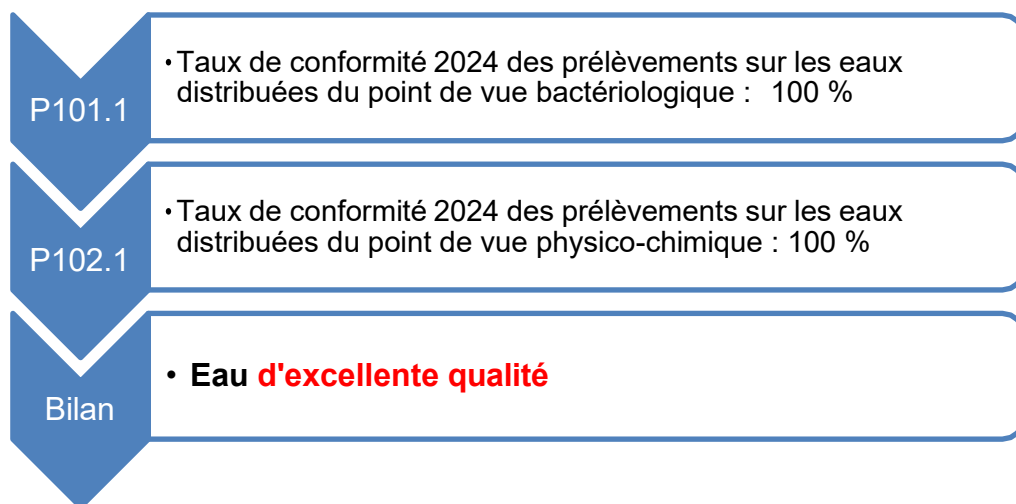 P101.1
• Taux de conformité 2024 des prélèvements sur les eaux
distribuées du point de vue bactériologique : 100 %
P102.1
• Taux de conformité 2024 des prélèvements sur les eaux
distribuées du point de vue physico-chimique : 100 %
Bilan
• Eau d'excellente qualité